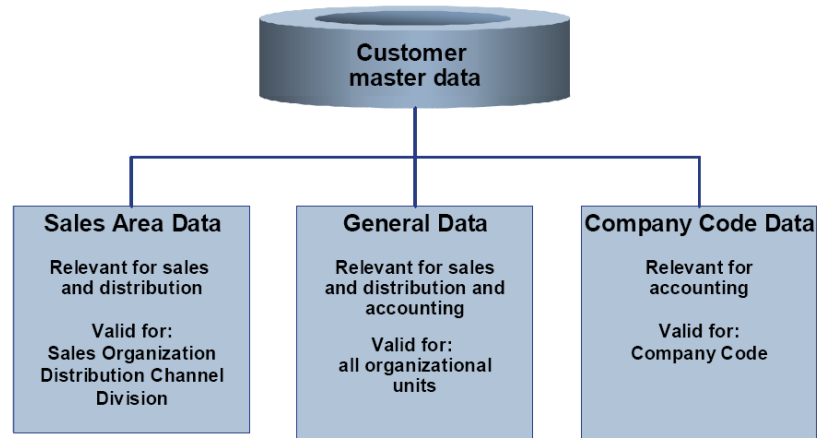 Customer
master data
Sales Area Data
Relevant for sales
and distribution
Valid for:
Sales Organization
Distribution Channel
Division
General Data
Relevant for sales
and distribution and
accounting
Valid for:
all organizational
units
Company Code Data
Relevant for
accounting
Valid for:
Company Code